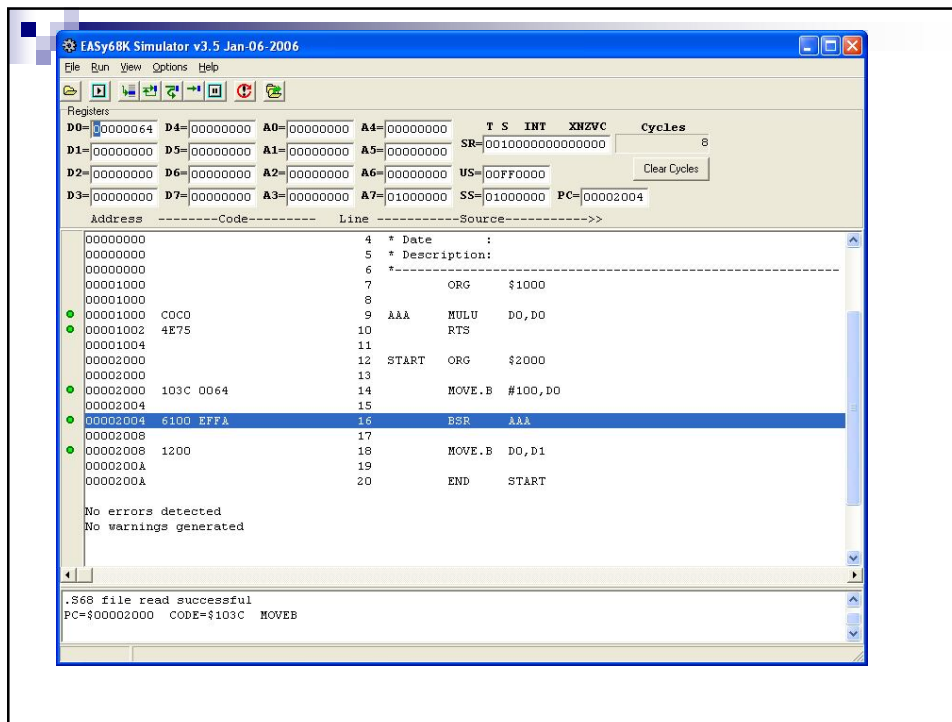 EASy68K Simulator v3.5 Jan-06-2006
File Run View Options Help
Registers
D0=00000064 D4=00000000 A0=00000000 A4=00000000 T S INT XNZVC Cycles
D1=00000000 D5=00000000 A1=00000000 A5=00000000 SR=0010000000000000 8
D2=00000000 D6=00000000 A2=00000000 A6=00000000 US=00FF0000 Clear Cycles
D3=00000000 D7=00000000 A3=00000000 A7=01000000 SS=01000000 PC=00002004
Address --------Code--------- Line -----------Source----------->>
00000000 4 * Date :
00000000 5 * Description:
00000000 6 *-----------------------------------------------------------
00001000 7 ORG $1000
00001000 8
00001000 C0C0 9 AAA MULU D0,D0
00001002 4E75 10 RTS
00001004 11
00002000 12 START ORG $2000
00002000 13
00002000 103C 0064 14 MOVE.B #100,D0
00002004 15
00002004 6100 EFFA 16 BSR AAA
00002008 17
00002008 1200 18 MOVE.B D0,D1
0000200A 19
0000200A 20 END START
No errors detected
No warnings generated
.S68 file read successful
PC=$00002000 CODE=$103C MOVEB